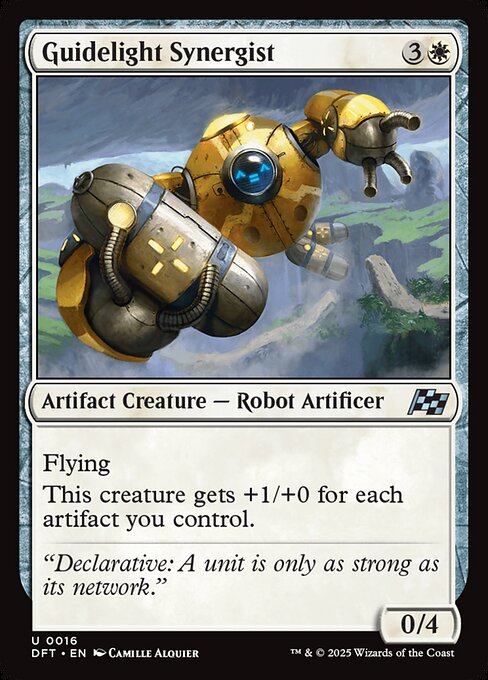 Guidelight Synergist 3
Artifact Creature — Robot Artificer
Flying
This creature gets +1/+0 for each
artifact you control.
“Declarative: A unit is only as strong as
its network.”
0/4
U 0016
DFT • EN Camille Alquier
™ & © 2025 Wizards of the Coast